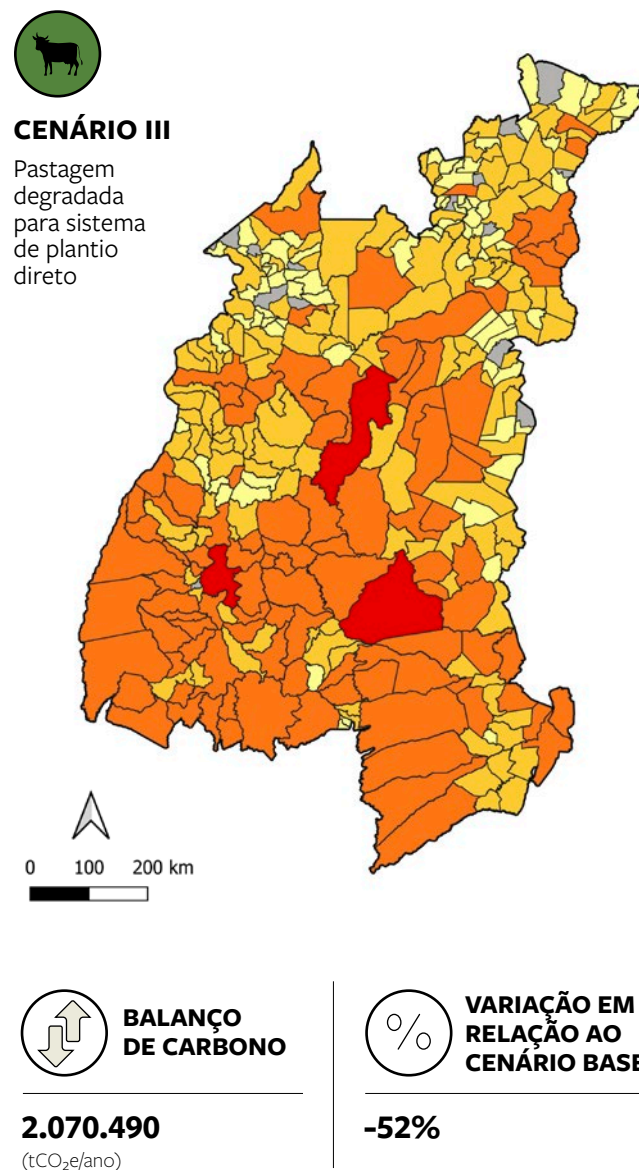 CENÁRIO III
Pastagem
degradada
para sistema
de plantio
direto
0 100 200 km
BALANÇO
DE CARBONO
2.070.490
(tCO₂e/ano)
VARIAÇÃO EM
RELAÇÃO AO
CENÁRIO BASE
-52%